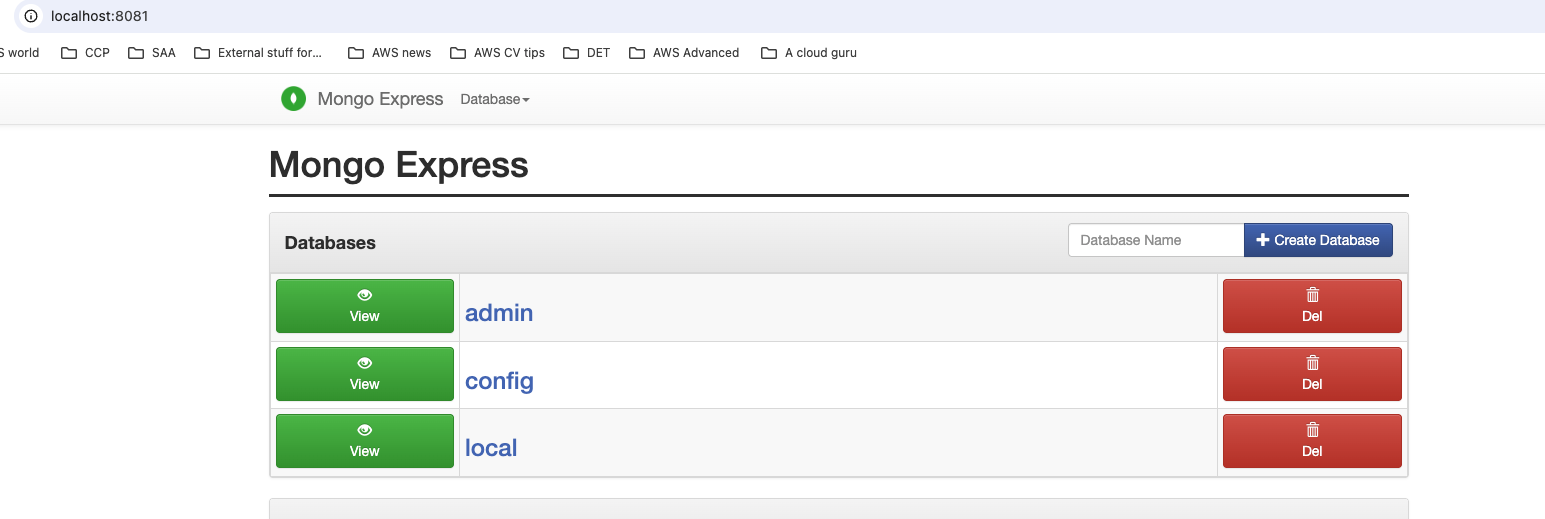 localhost:8081
S world CCP SAA External stuff for... AWS news AWS CV tips DET AWS Advanced A cloud guru
Mongo Express Database
Mongo Express
Databases Database Name Create Database
View
admin
Del
View
config
Del
View
local
Del